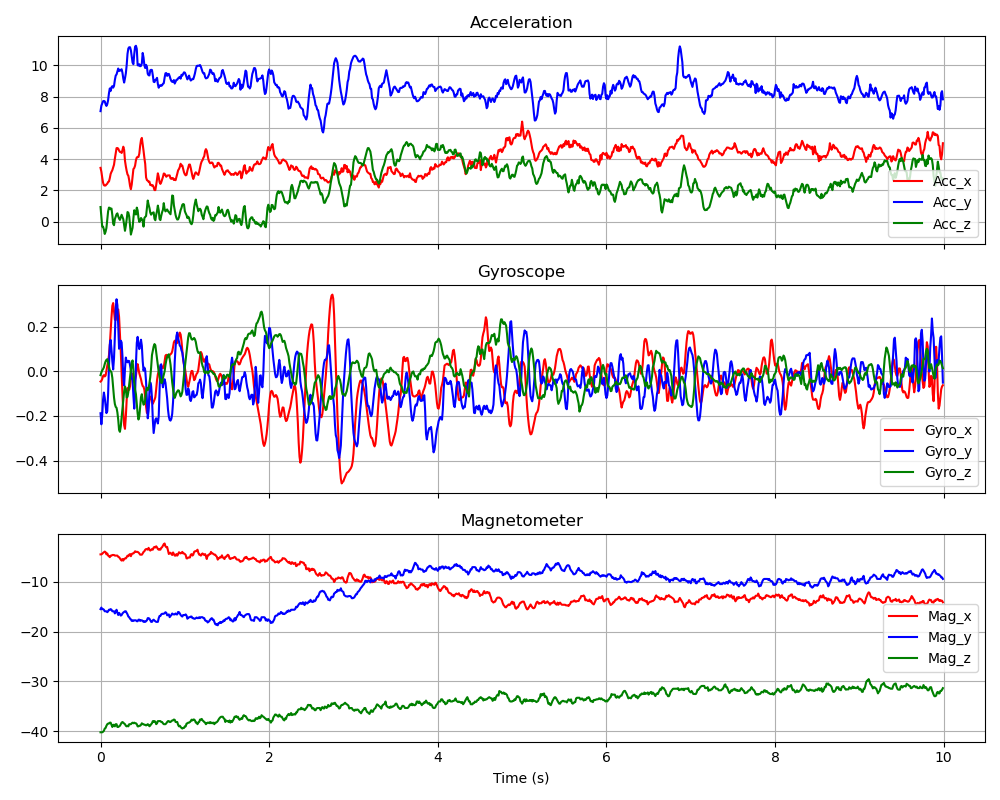 Acceleration
10
8
6
4
2
0
Acc_x
Acc_y
Acc_z
Gyroscope
0.2
0.0
−0.2
−0.4
Gyro_x
Gyro_y
Gyro_z
Magnetometer
−10
−20
−30
−40
Mag_x
Mag_y
Mag_z
0 2 4 6 8 10
Time (s)